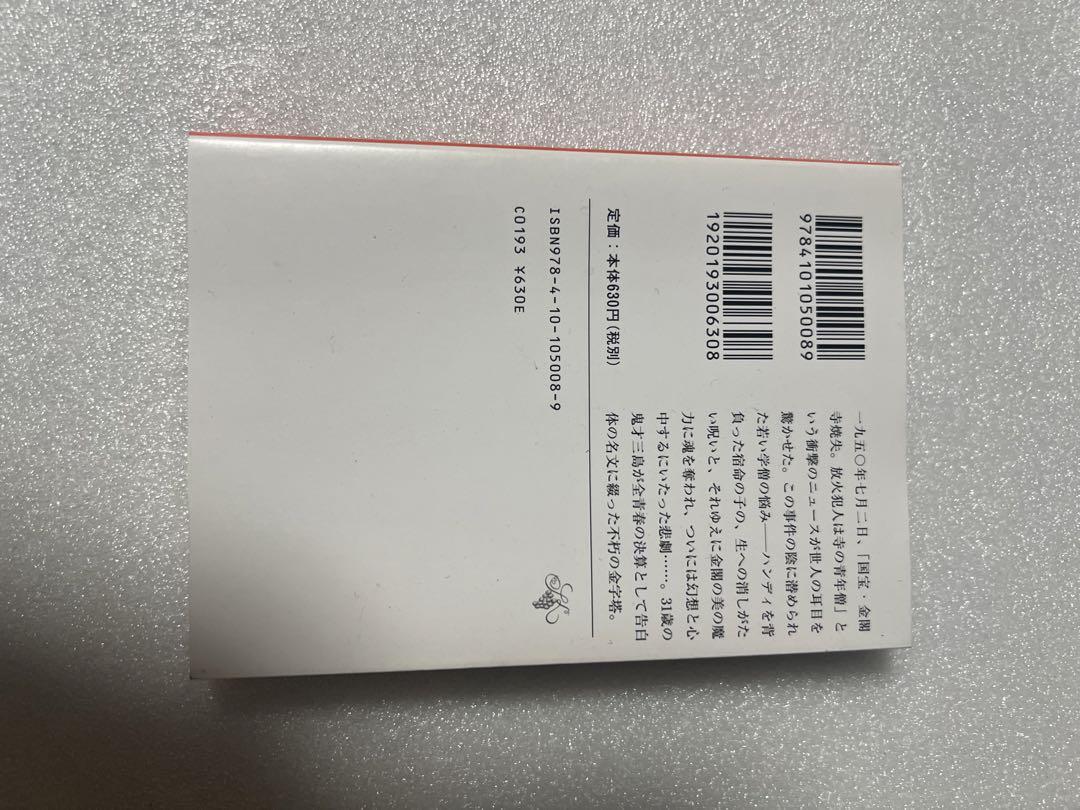 9784101050089
1920193006308
定価：本体630円（税別）
ISBN978-4-10-105008-9
C0193 ¥630E
一九五〇年七月二日、「国宝・金閣
寺焼失。放火犯人は寺の青年僧」と
いう衝撃のニュースが世人の耳目を
驚かせた。この事件の陰に潜められ
た若い学僧の悩み――ハンディを背
負った宿命の子の、生への消しがた
い呪いと、それゆえに金閣の美の魔
力に魂を奪われ、ついには幻想と心
中するにいたった悲劇……。31歳の
鬼才三島が全青春の決算として告白
体の名文に綴った不朽の金字塔。